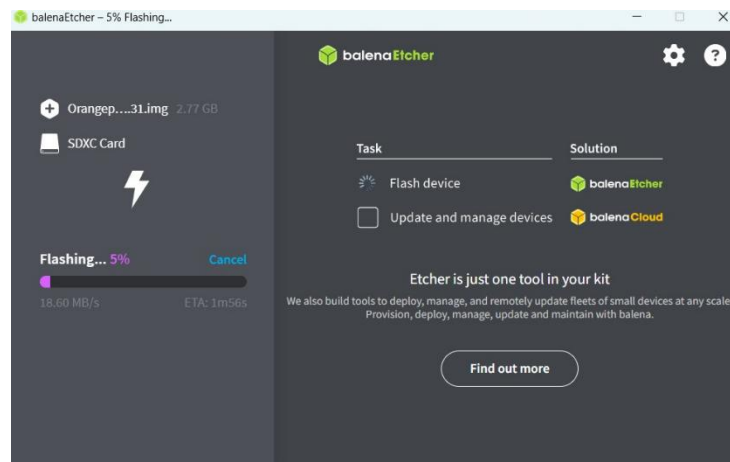 balenaEtcher – 5% Flashing...
balenaEtcher
Orangep....31.img 2.77 GB
SDXC Card
Flashing... 5% Cancel
18.60 MB/s ETA: 1m56s
Task Solution
Flash device balenaEtcher
Update and manage devices balenaCloud
Etcher is just one tool in your kit
We also build tools to deploy, manage, and remotely update fleets of small devices at any scale
Provision, deploy, manage, update and maintain with balena.
Find out more